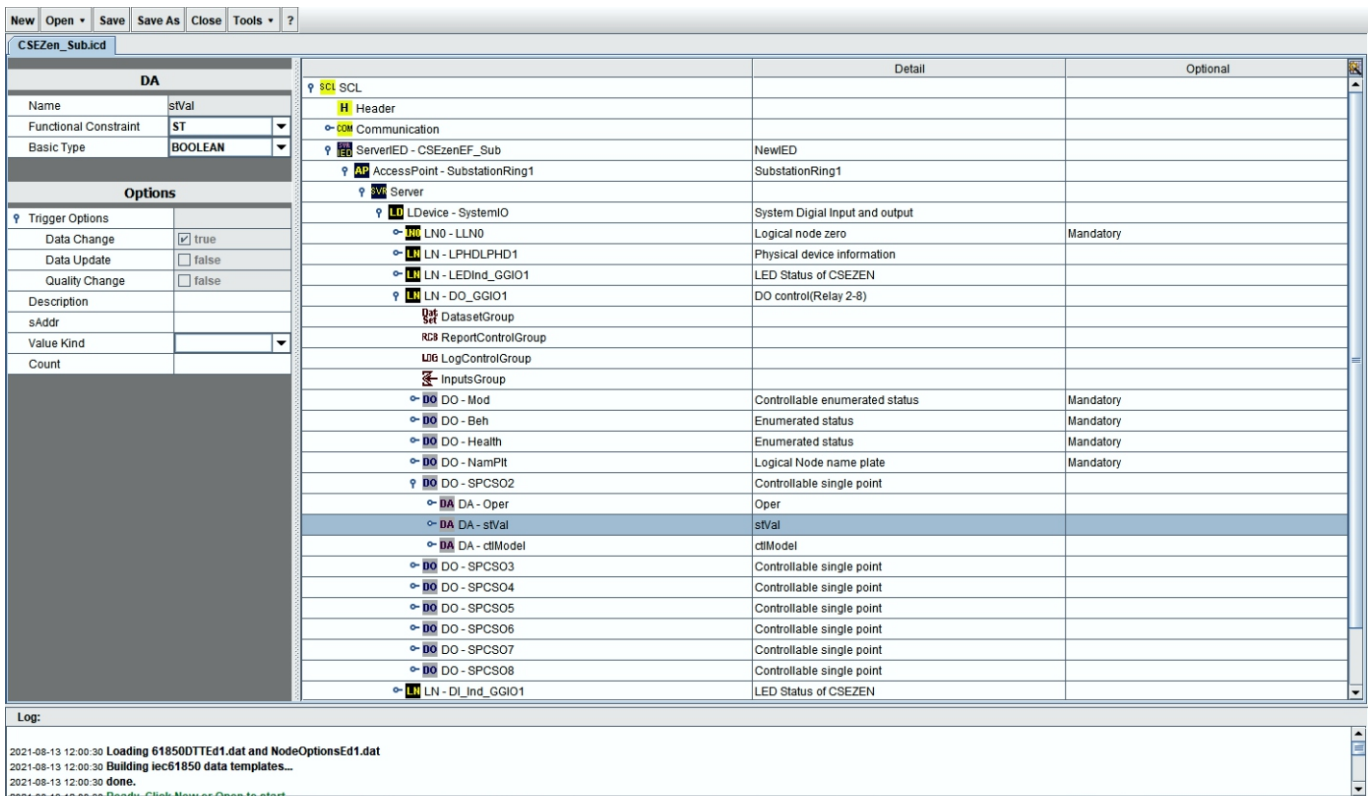 New Open Save Save As Close Tools ?
CSEZen_Sub.icd
DA
Name stVal
Functional Constraint ST
Basic Type BOOLEAN
Options
Trigger Options
Data Change true
Data Update false
Quality Change false
Description
sAddr
Value Kind
Count
Detail Optional
SCL SCL
H Header
COM Communication
IED ServerIED - CSEzenEF_Sub NewIED
AP AccessPoint - SubstationRing1 SubstationRing1
SVR Server
LD LDevice - SystemIO System Digial Input and output
LN0 LN0 - LLN0 Logical node zero Mandatory
LN LN - LPHDLPHD1 Physical device information
LN LN - LEDInd_GGIO1 LED Status of CSEZEN
LN LN - DO_GGIO1 DO control(Relay 2-8)
Dat Set DatasetGroup
RCB ReportControlGroup
LOG LogControlGroup
InputsGroup
DO DO - Mod Controllable enumerated status Mandatory
DO DO - Beh Enumerated status Mandatory
DO DO - Health Enumerated status Mandatory
DO DO - NamPlt Logical Node name plate Mandatory
DO DO - SPCSO2 Controllable single point
DA DA - Oper Oper
DA DA - stVal stVal
DA DA - ctlModel ctlModel
DO DO - SPCSO3 Controllable single point
DO DO - SPCSO4 Controllable single point
DO DO - SPCSO5 Controllable single point
DO DO - SPCSO6 Controllable single point
DO DO - SPCSO7 Controllable single point
DO DO - SPCSO8 Controllable single point
LN LN - DI_Ind_GGIO1 LED Status of CSEZEN
Log:
2021-08-13 12:00:30 Loading 61850DTTEd1.dat and NodeOptionsEd1.dat
2021-08-13 12:00:30 Building iec61850 data templates...
2021-08-13 12:00:30 done.
Ready. Click New or Open to start